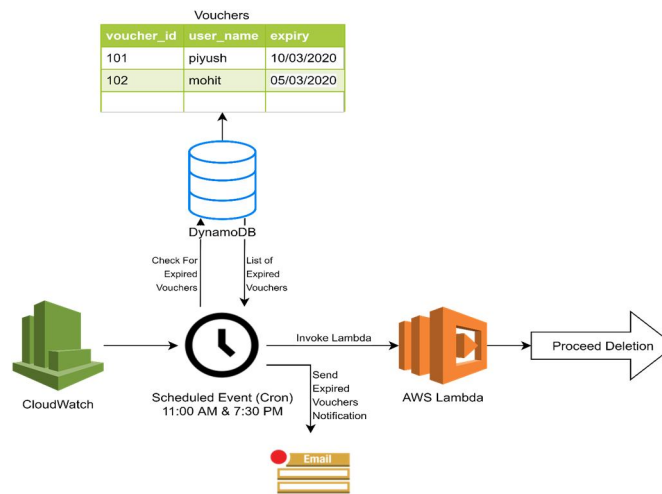 Vouchers
voucher_id user_name expiry
101 piyush 10/03/2020
102 mohit 05/03/2020
DynamoDB
Check For
Expired
Vouchers
List of
Expired
Vouchers
CloudWatch
Scheduled Event (Cron)
11:00 AM & 7:30 PM
Invoke Lambda
AWS Lambda
Proceed Deletion
Send
Expired
Vouchers
Notification
Email